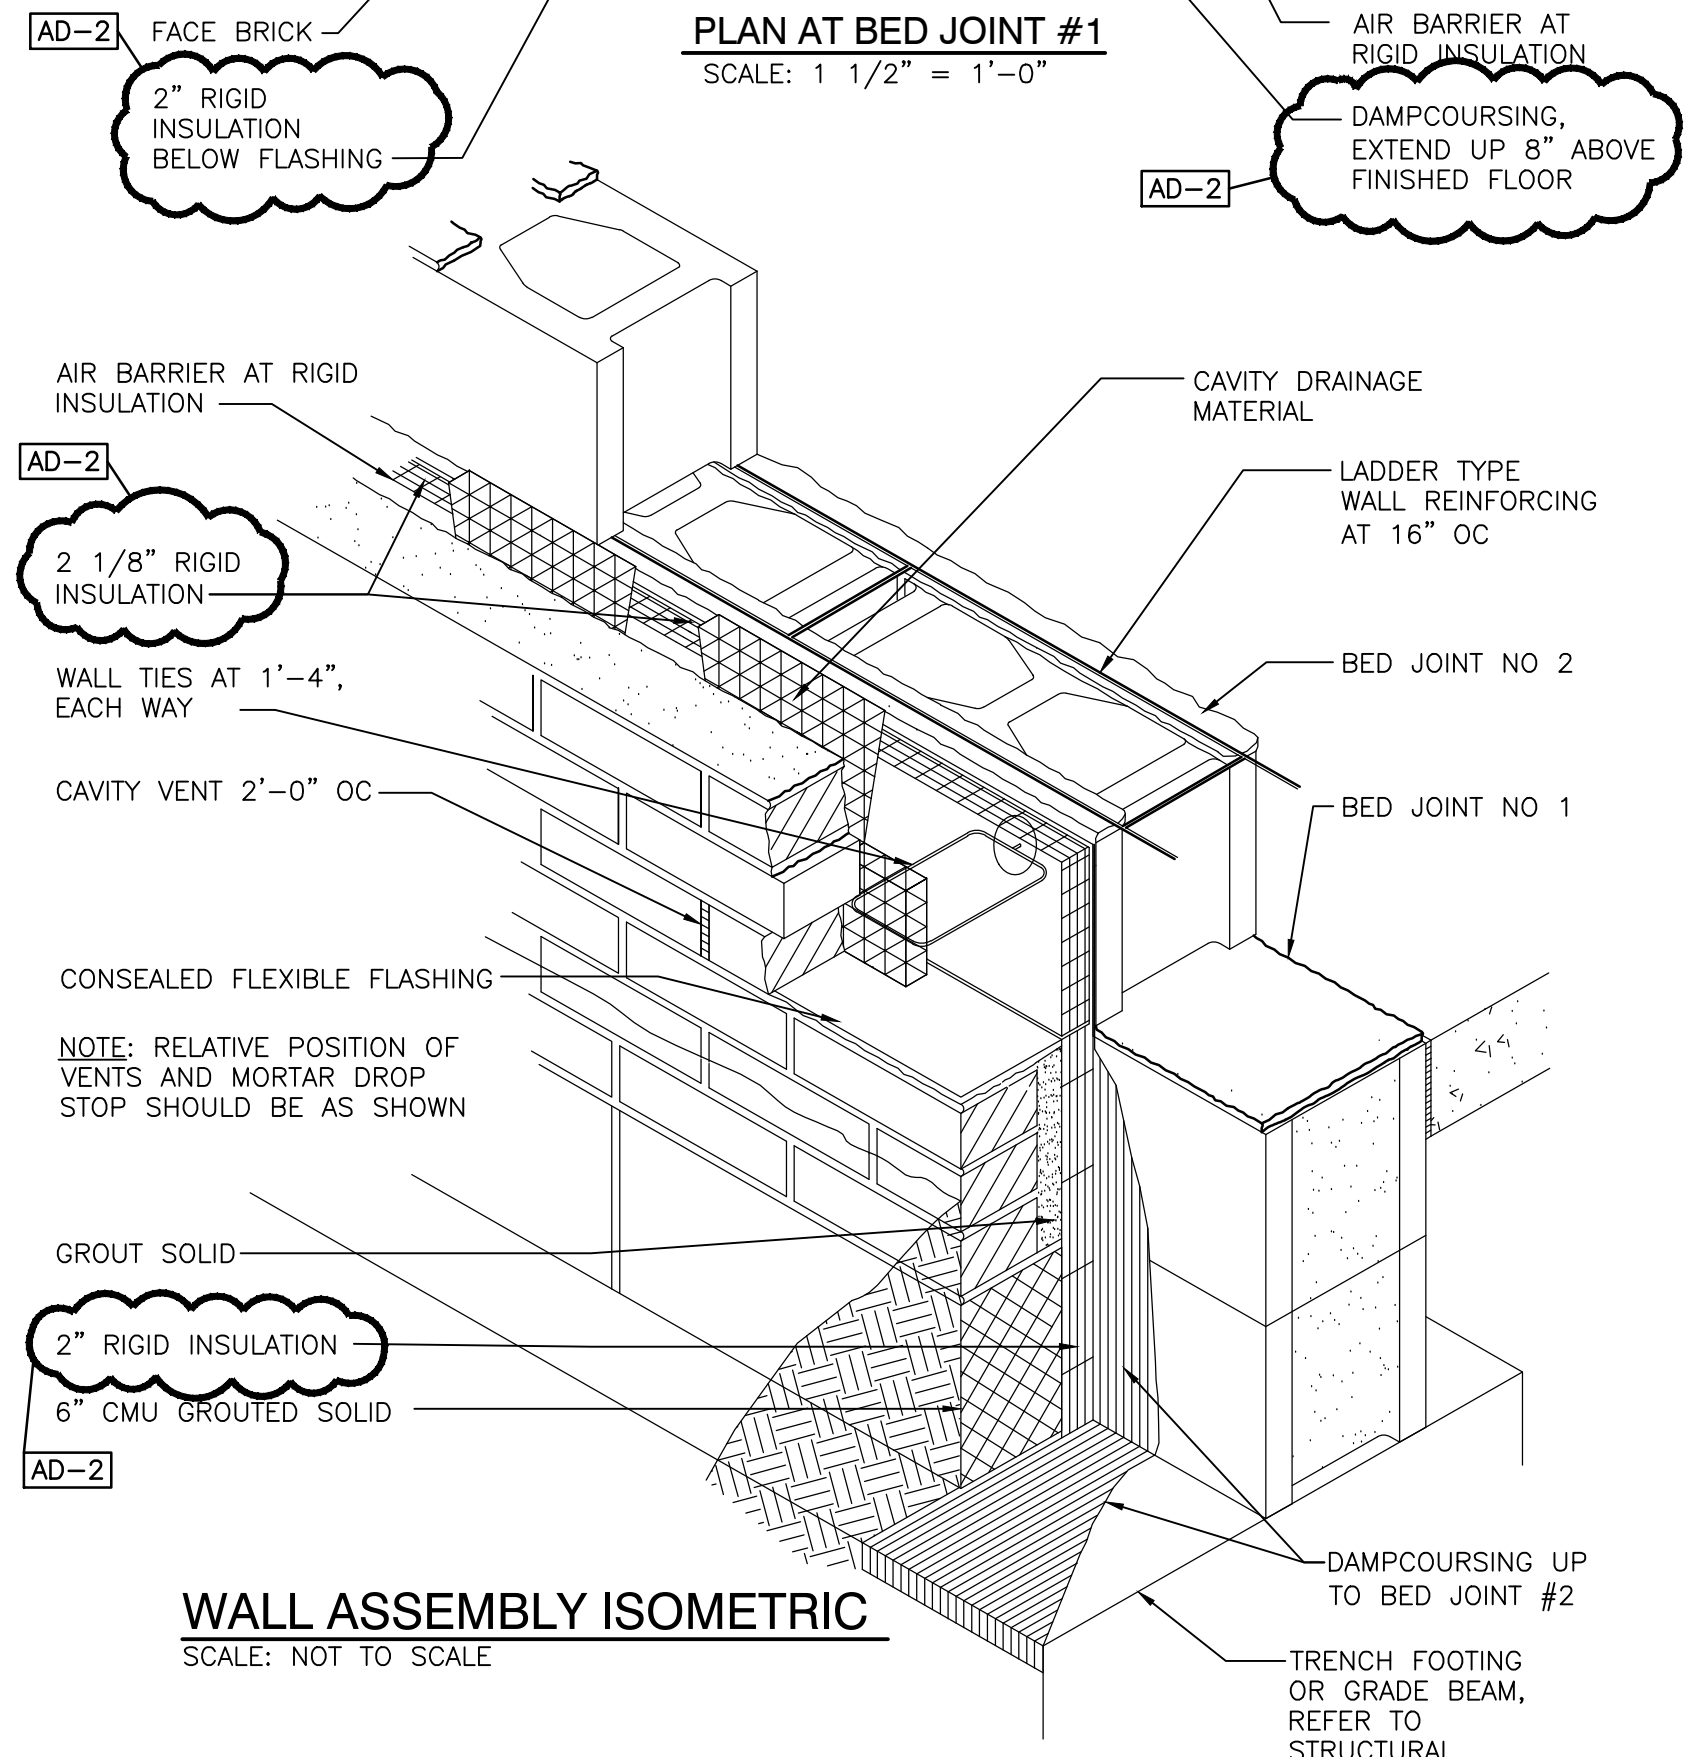 AD-2
FACE BRICK
2" RIGID
INSULATION
BELOW FLASHING
PLAN AT BED JOINT #1
SCALE: 1 1/2" = 1'-0"
AIR BARRIER AT
RIGID INSULATION
DAMPCOURSING,
EXTEND UP 8" ABOVE
FINISHED FLOOR
AD-2
AIR BARRIER AT RIGID
INSULATION
AD-2
2 1/8" RIGID
INSULATION
WALL TIES AT 1'-4",
EACH WAY
CAVITY VENT 2'-0" OC
CONSEALED FLEXIBLE FLASHING
NOTE: RELATIVE POSITION OF
VENTS AND MORTAR DROP
STOP SHOULD BE AS SHOWN
GROUT SOLID
2" RIGID INSULATION
6" CMU GROUTED SOLID
AD-2
CAVITY DRAINAGE
MATERIAL
LADDER TYPE
WALL REINFORCING
AT 16" OC
BED JOINT NO 2
BED JOINT NO 1
DAMPCOURSING UP
TO BED JOINT #2
TRENCH FOOTING
OR GRADE BEAM,
REFER TO
STRUCTURAL
WALL ASSEMBLY ISOMETRIC
SCALE: NOT TO SCALE